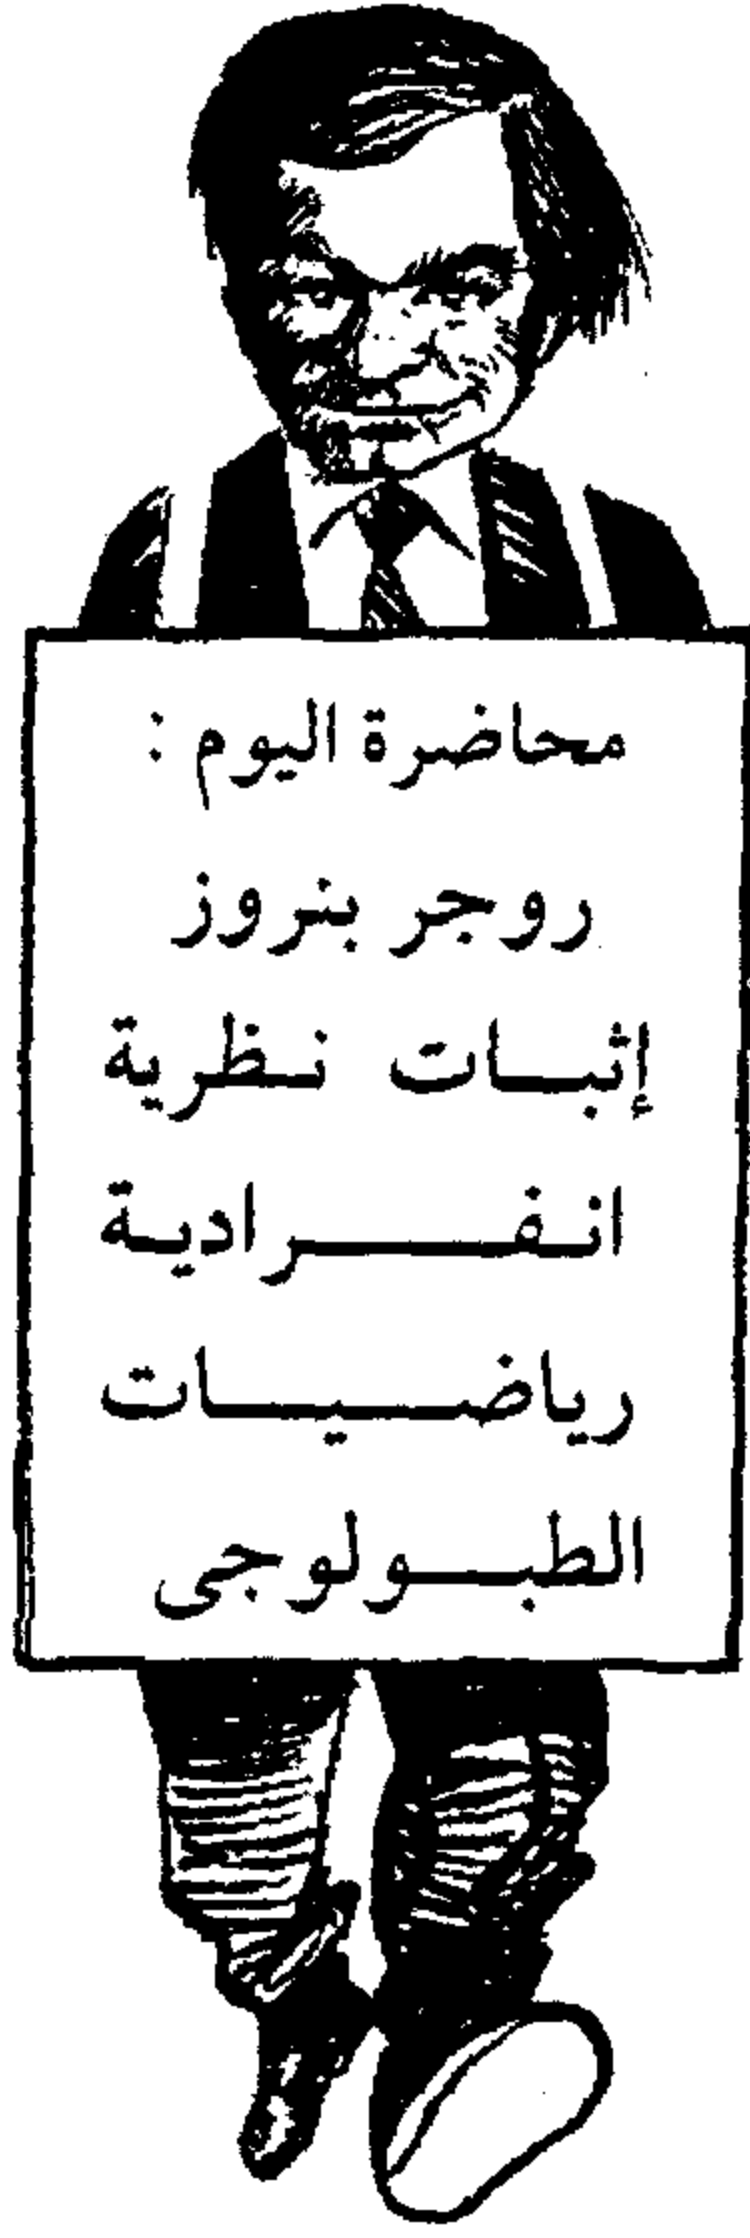 محاضرة اليوم :
روجر بنروز
إثبات نظرية
انفرادية
رياضيات
الطبولوجى